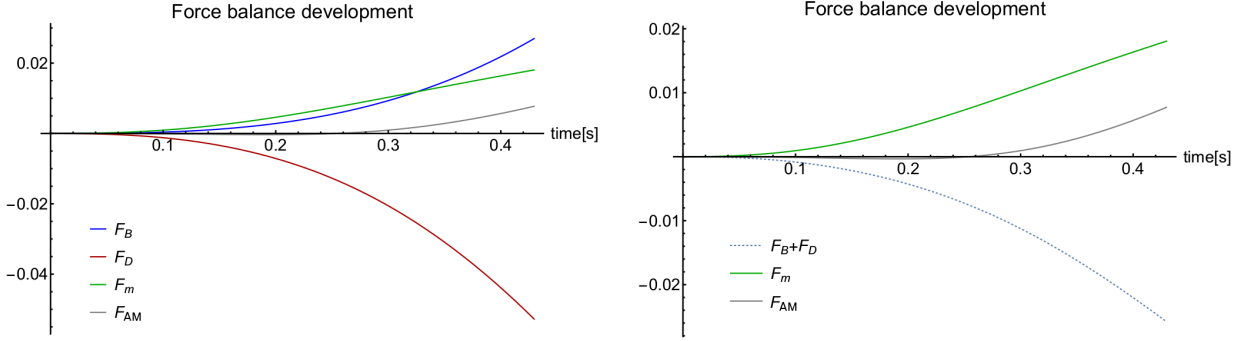 Force balance development
0.02
0.1 0.2 0.3 0.4 time[s]
−0.02
−0.04
F_B
F_D
F_m
F_AM
Force balance development
0.02
0.01
0.1 0.2 0.3 0.4 time[s]
−0.01
−0.02
F_B+F_D
F_m
F_AM